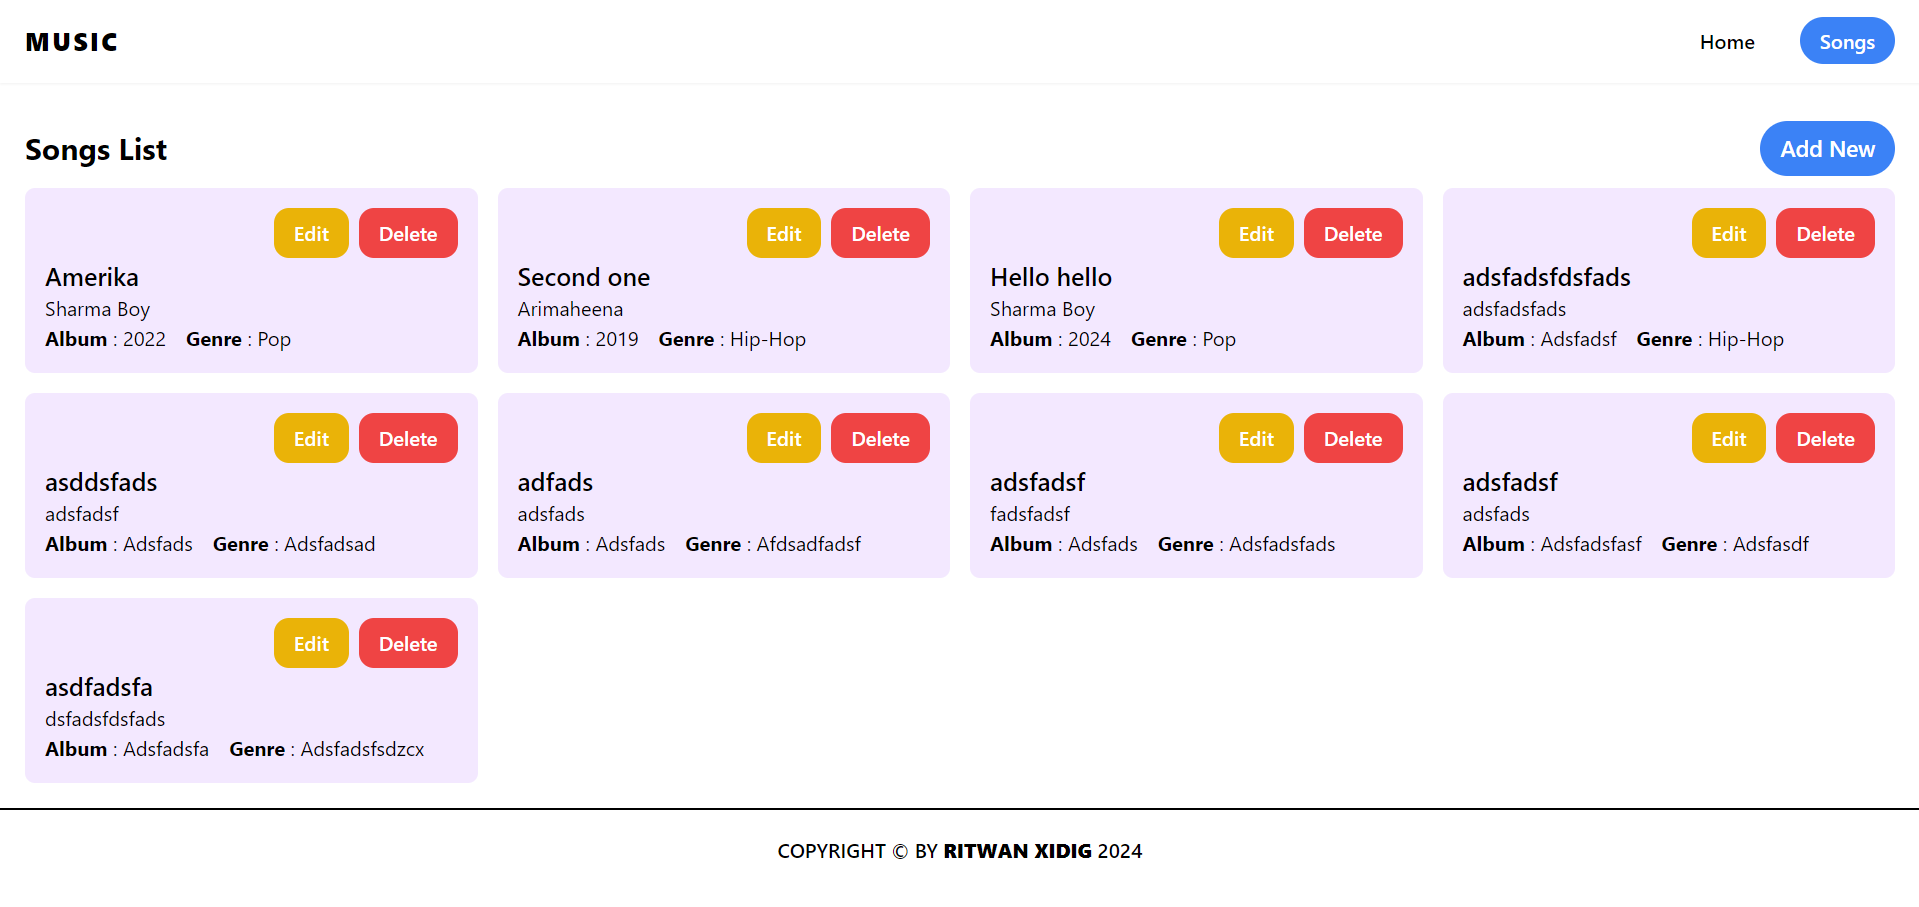 MUSIC
Home
Songs
Songs List
Add New
Edit Delete
Amerika
Sharma Boy
Album : 2022 Genre : Pop
Edit Delete
Second one
Arimaheena
Album : 2019 Genre : Hip-Hop
Edit Delete
Hello hello
Sharma Boy
Album : 2024 Genre : Pop
Edit Delete
adsfadsfdsfads
adsfadsfads
Album : Adsfadsf Genre : Hip-Hop
Edit Delete
asddsfads
adsfadsf
Album : Adsfads Genre : Adsfadsad
Edit Delete
adfads
adsfads
Album : Adsfads Genre : Afdsadfadsf
Edit Delete
adsfadsf
fadsfadsf
Album : Adsfads Genre : Adsfadsfads
Edit Delete
adsfadsf
adsfads
Album : Adsfadsfasf Genre : Adsfasdf
Edit Delete
asdfadsfa
dsfadsfdsfads
Album : Adsfadsfa Genre : Adsfadsfsdzcx
COPYRIGHT © BY RITWAN XIDIG 2024